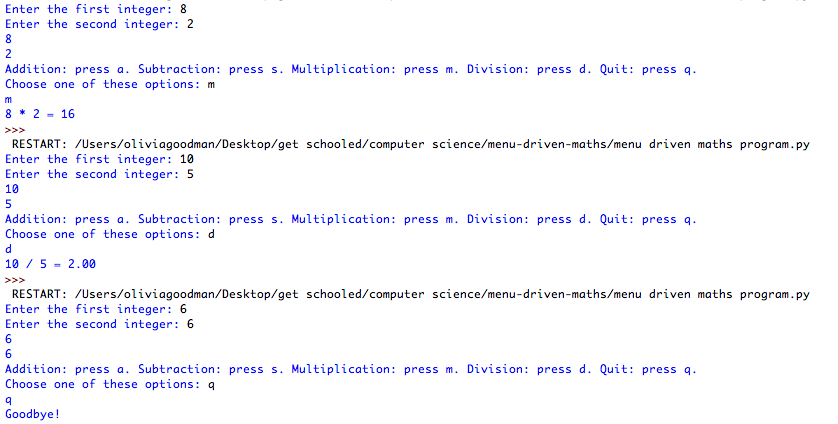 Enter the first integer: 8
Enter the second integer: 2
8
2
Addition: press a. Subtraction: press s. Multiplication: press m. Division: press d. Quit: press q.
Choose one of these options: m
m
8 * 2 = 16
>>>
RESTART: /Users/oliviagoodman/Desktop/get schooled/computer science/menu-driven-maths/menu driven maths program.py
Enter the first integer: 10
Enter the second integer: 5
10
5
Addition: press a. Subtraction: press s. Multiplication: press m. Division: press d. Quit: press q.
Choose one of these options: d
d
10 / 5 = 2.00
>>>
RESTART: /Users/oliviagoodman/Desktop/get schooled/computer science/menu-driven-maths/menu driven maths program.py
Enter the first integer: 6
Enter the second integer: 6
6
6
Addition: press a. Subtraction: press s. Multiplication: press m. Division: press d. Quit: press q.
Choose one of these options: q
q
Goodbye!